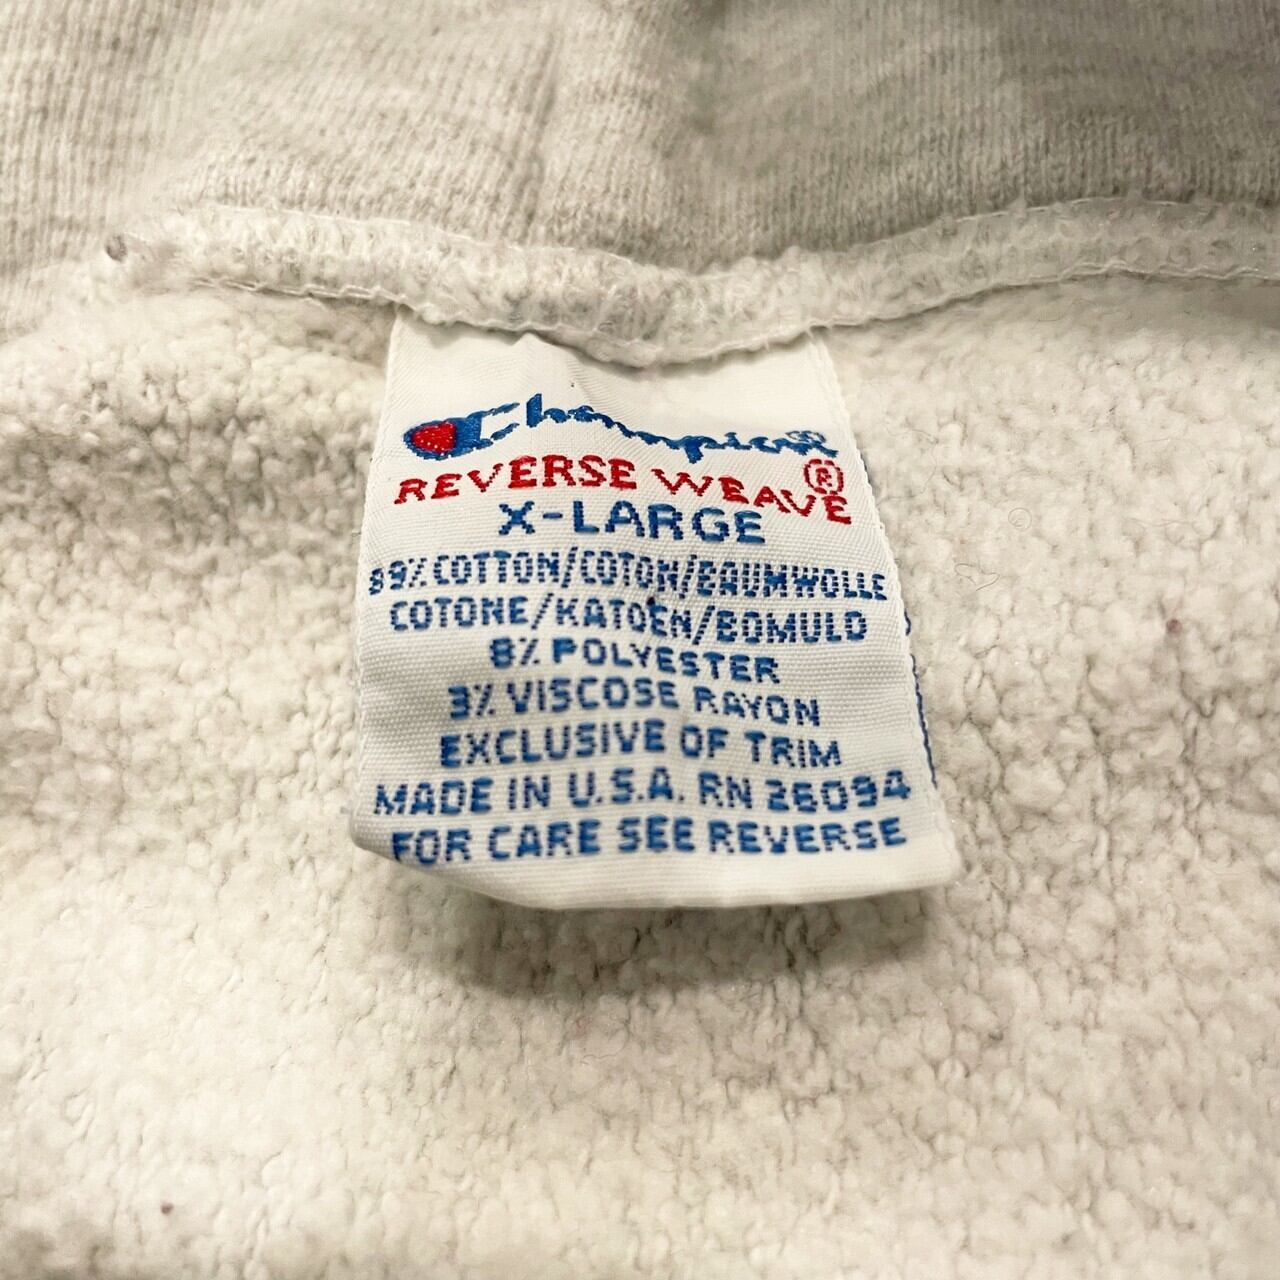 Champion®
REVERSE WEAVE®
X-LARGE
89% COTTON/COTON/BAUMWOLLE
COTONE/KATOEN/BOMULD
8% POLYESTER
3% VISCOSE RAYON
EXCLUSIVE OF TRIM
MADE IN U.S.A. RN 26094
FOR CARE SEE REVERSE